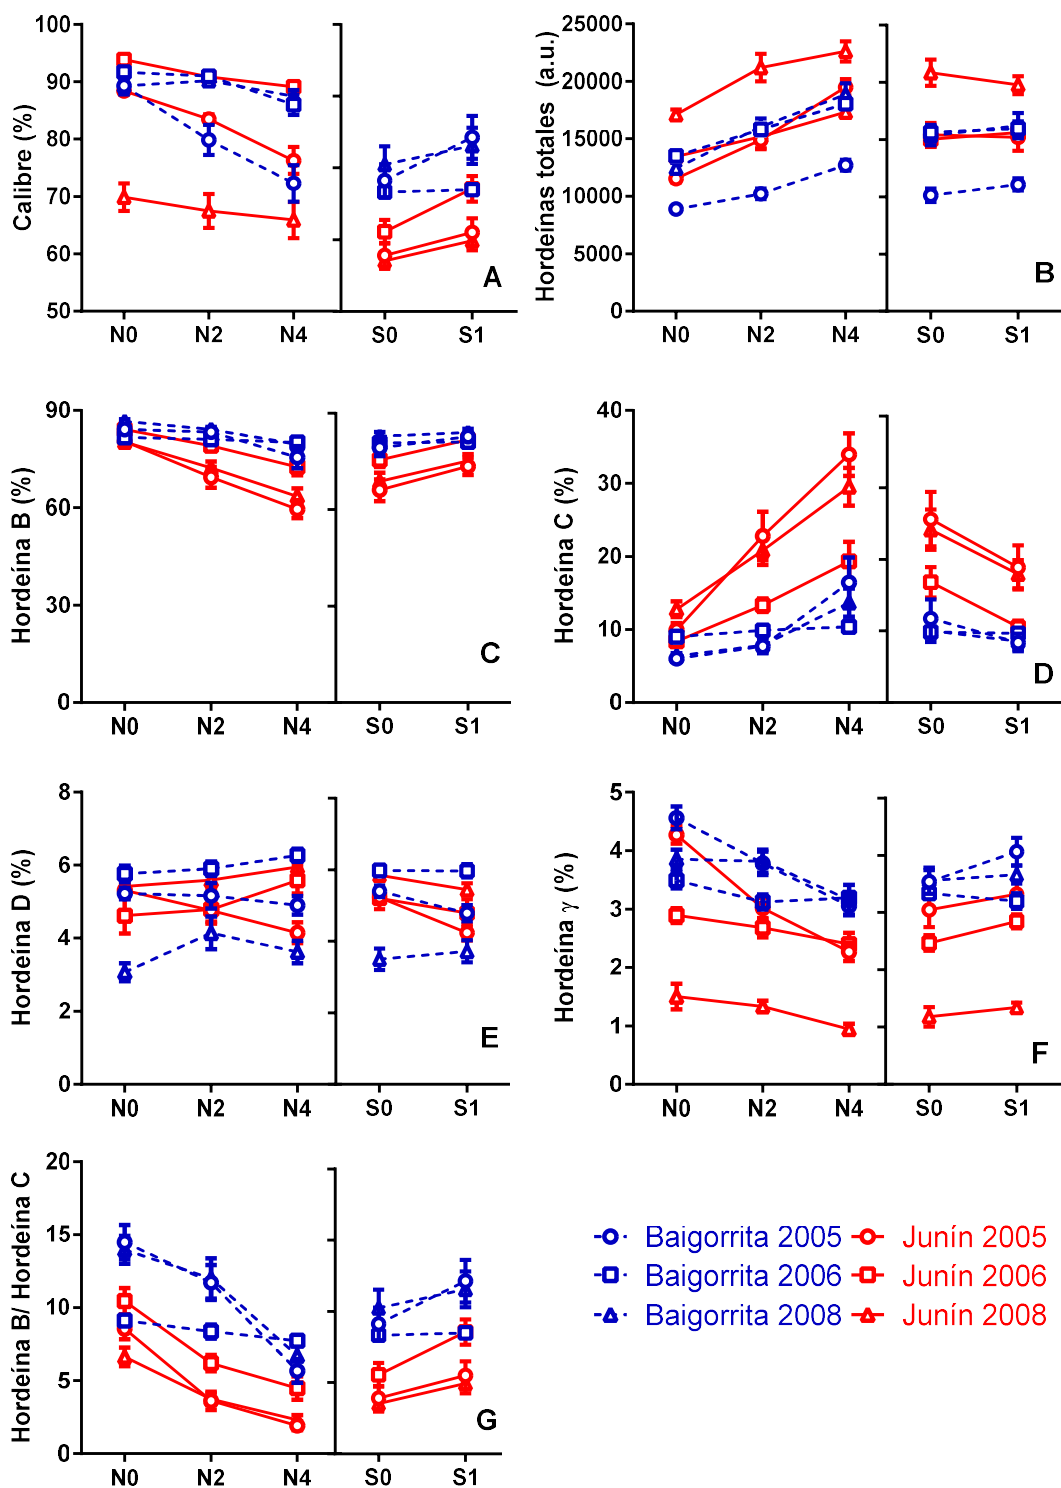 Calibre (%)
100
90
80
70
60
50
N0 N2 N4 S0 S1
A
Hordeínas totales (a.u.)
25000
20000
15000
10000
5000
0
N0 N2 N4 S0 S1
B
Hordeína B (%)
90
60
30
0
N0 N2 N4 S0 S1
C
Hordeína C (%)
40
30
20
10
0
N0 N2 N4 S0 S1
D
Hordeína D (%)
8
6
4
2
0
N0 N2 N4 S0 S1
E
Hordeína γ (%)
5
4
3
2
1
0
N0 N2 N4 S0 S1
F
Hordeína B/ Hordeína C
20
15
10
5
0
N0 N2 N4 S0 S1
G
Baigorrita 2005 Junín 2005
Baigorrita 2006 Junín 2006
Baigorrita 2008 Junín 2008